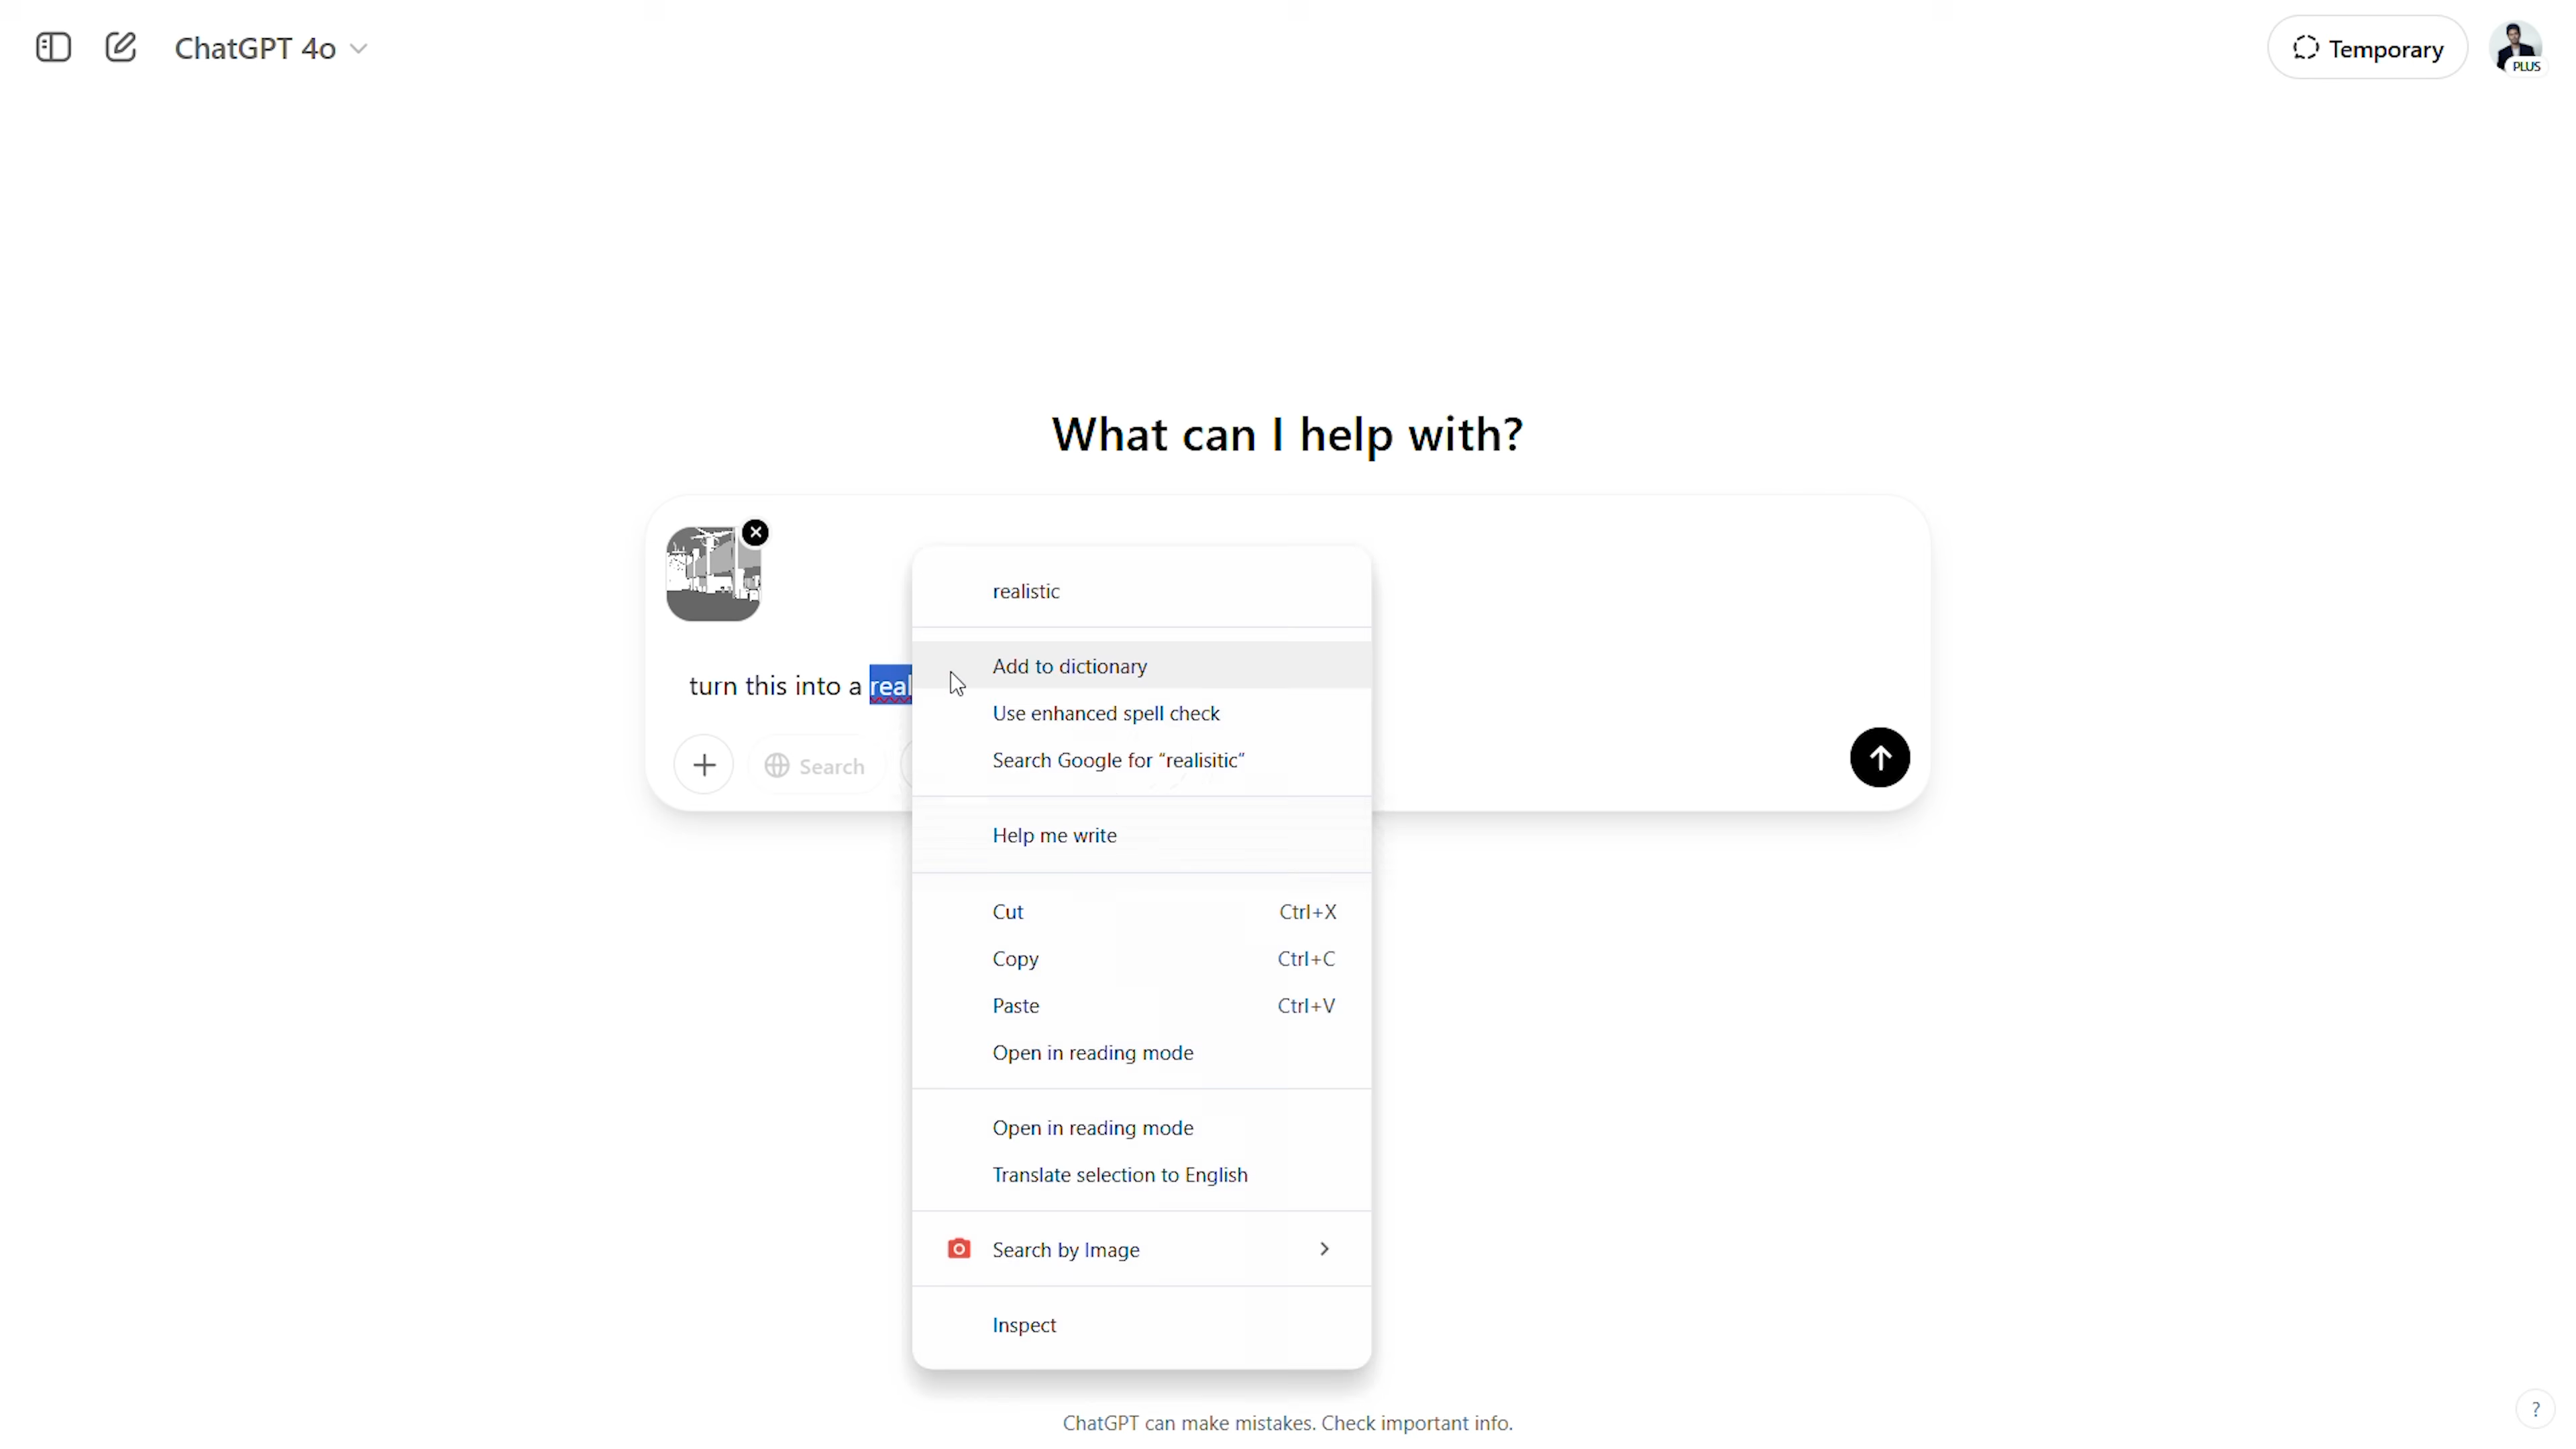 ChatGPT 4o
Temporary
PLUS
What can I help with?
turn this into a real
Search
realistic
Add to dictionary
Use enhanced spell check
Search Google for “realisitic”
Help me write
Cut Ctrl+X
Copy Ctrl+C
Paste Ctrl+V
Open in reading mode
Open in reading mode
Translate selection to English
Search by Image
Inspect
ChatGPT can make mistakes. Check important info.
?